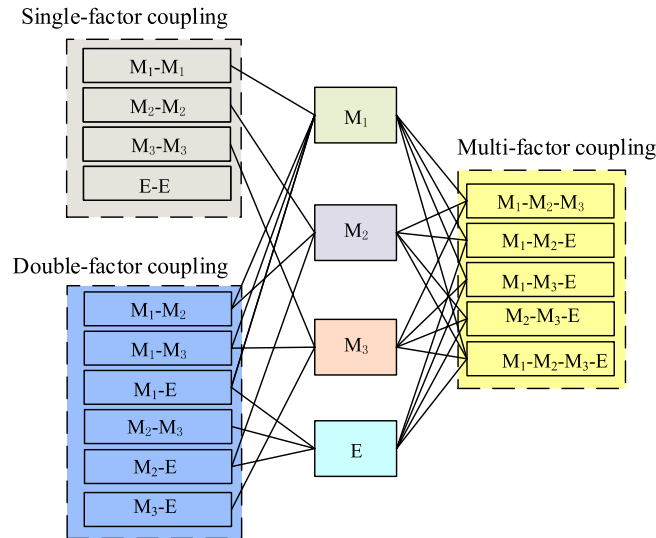 Single-factor coupling
M₁-M₁
M₂-M₂
M₃-M₃
E-E
Double-factor coupling
M₁-M₂
M₁-M₃
M₁-E
M₂-M₃
M₂-E
M₃-E
M₁
M₂
M₃
E
Multi-factor coupling
M₁-M₂-M₃
M₁-M₂-E
M₁-M₃-E
M₂-M₃-E
M₁-M₂-M₃-E